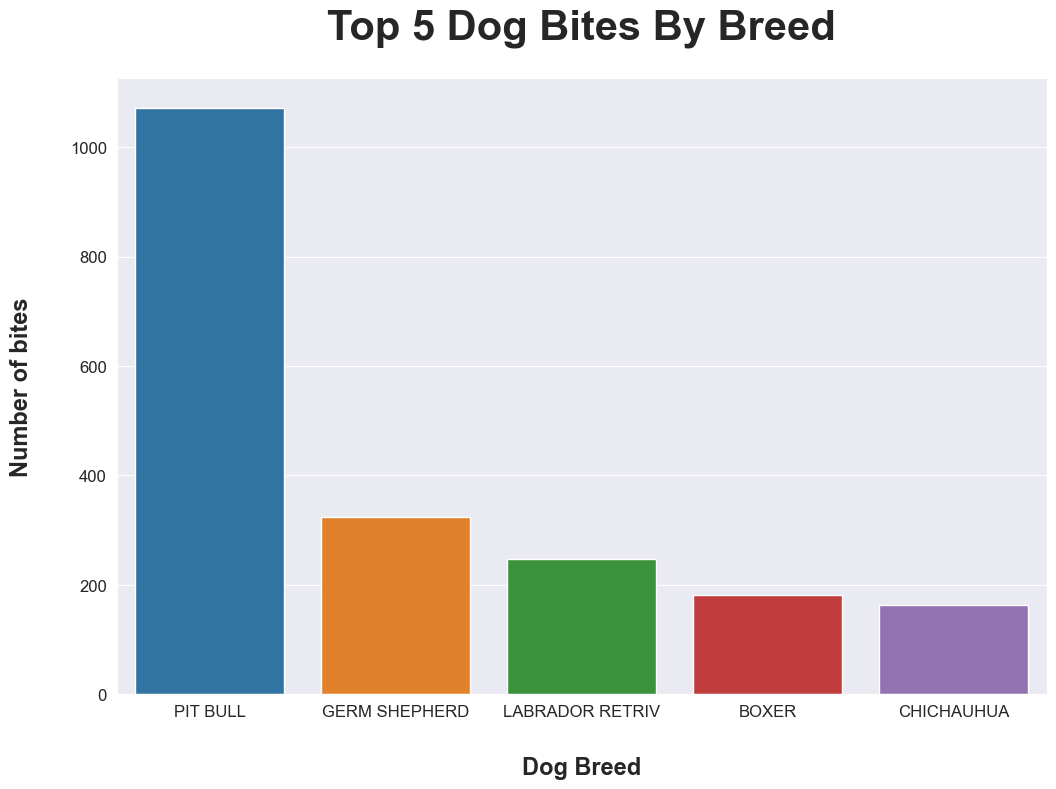 Top 5 Dog Bites By Breed
Number of bites
1000
800
600
400
200
0
PIT BULL
GERM SHEPHERD
LABRADOR RETRIV
BOXER
CHICHAUHUA
Dog Breed